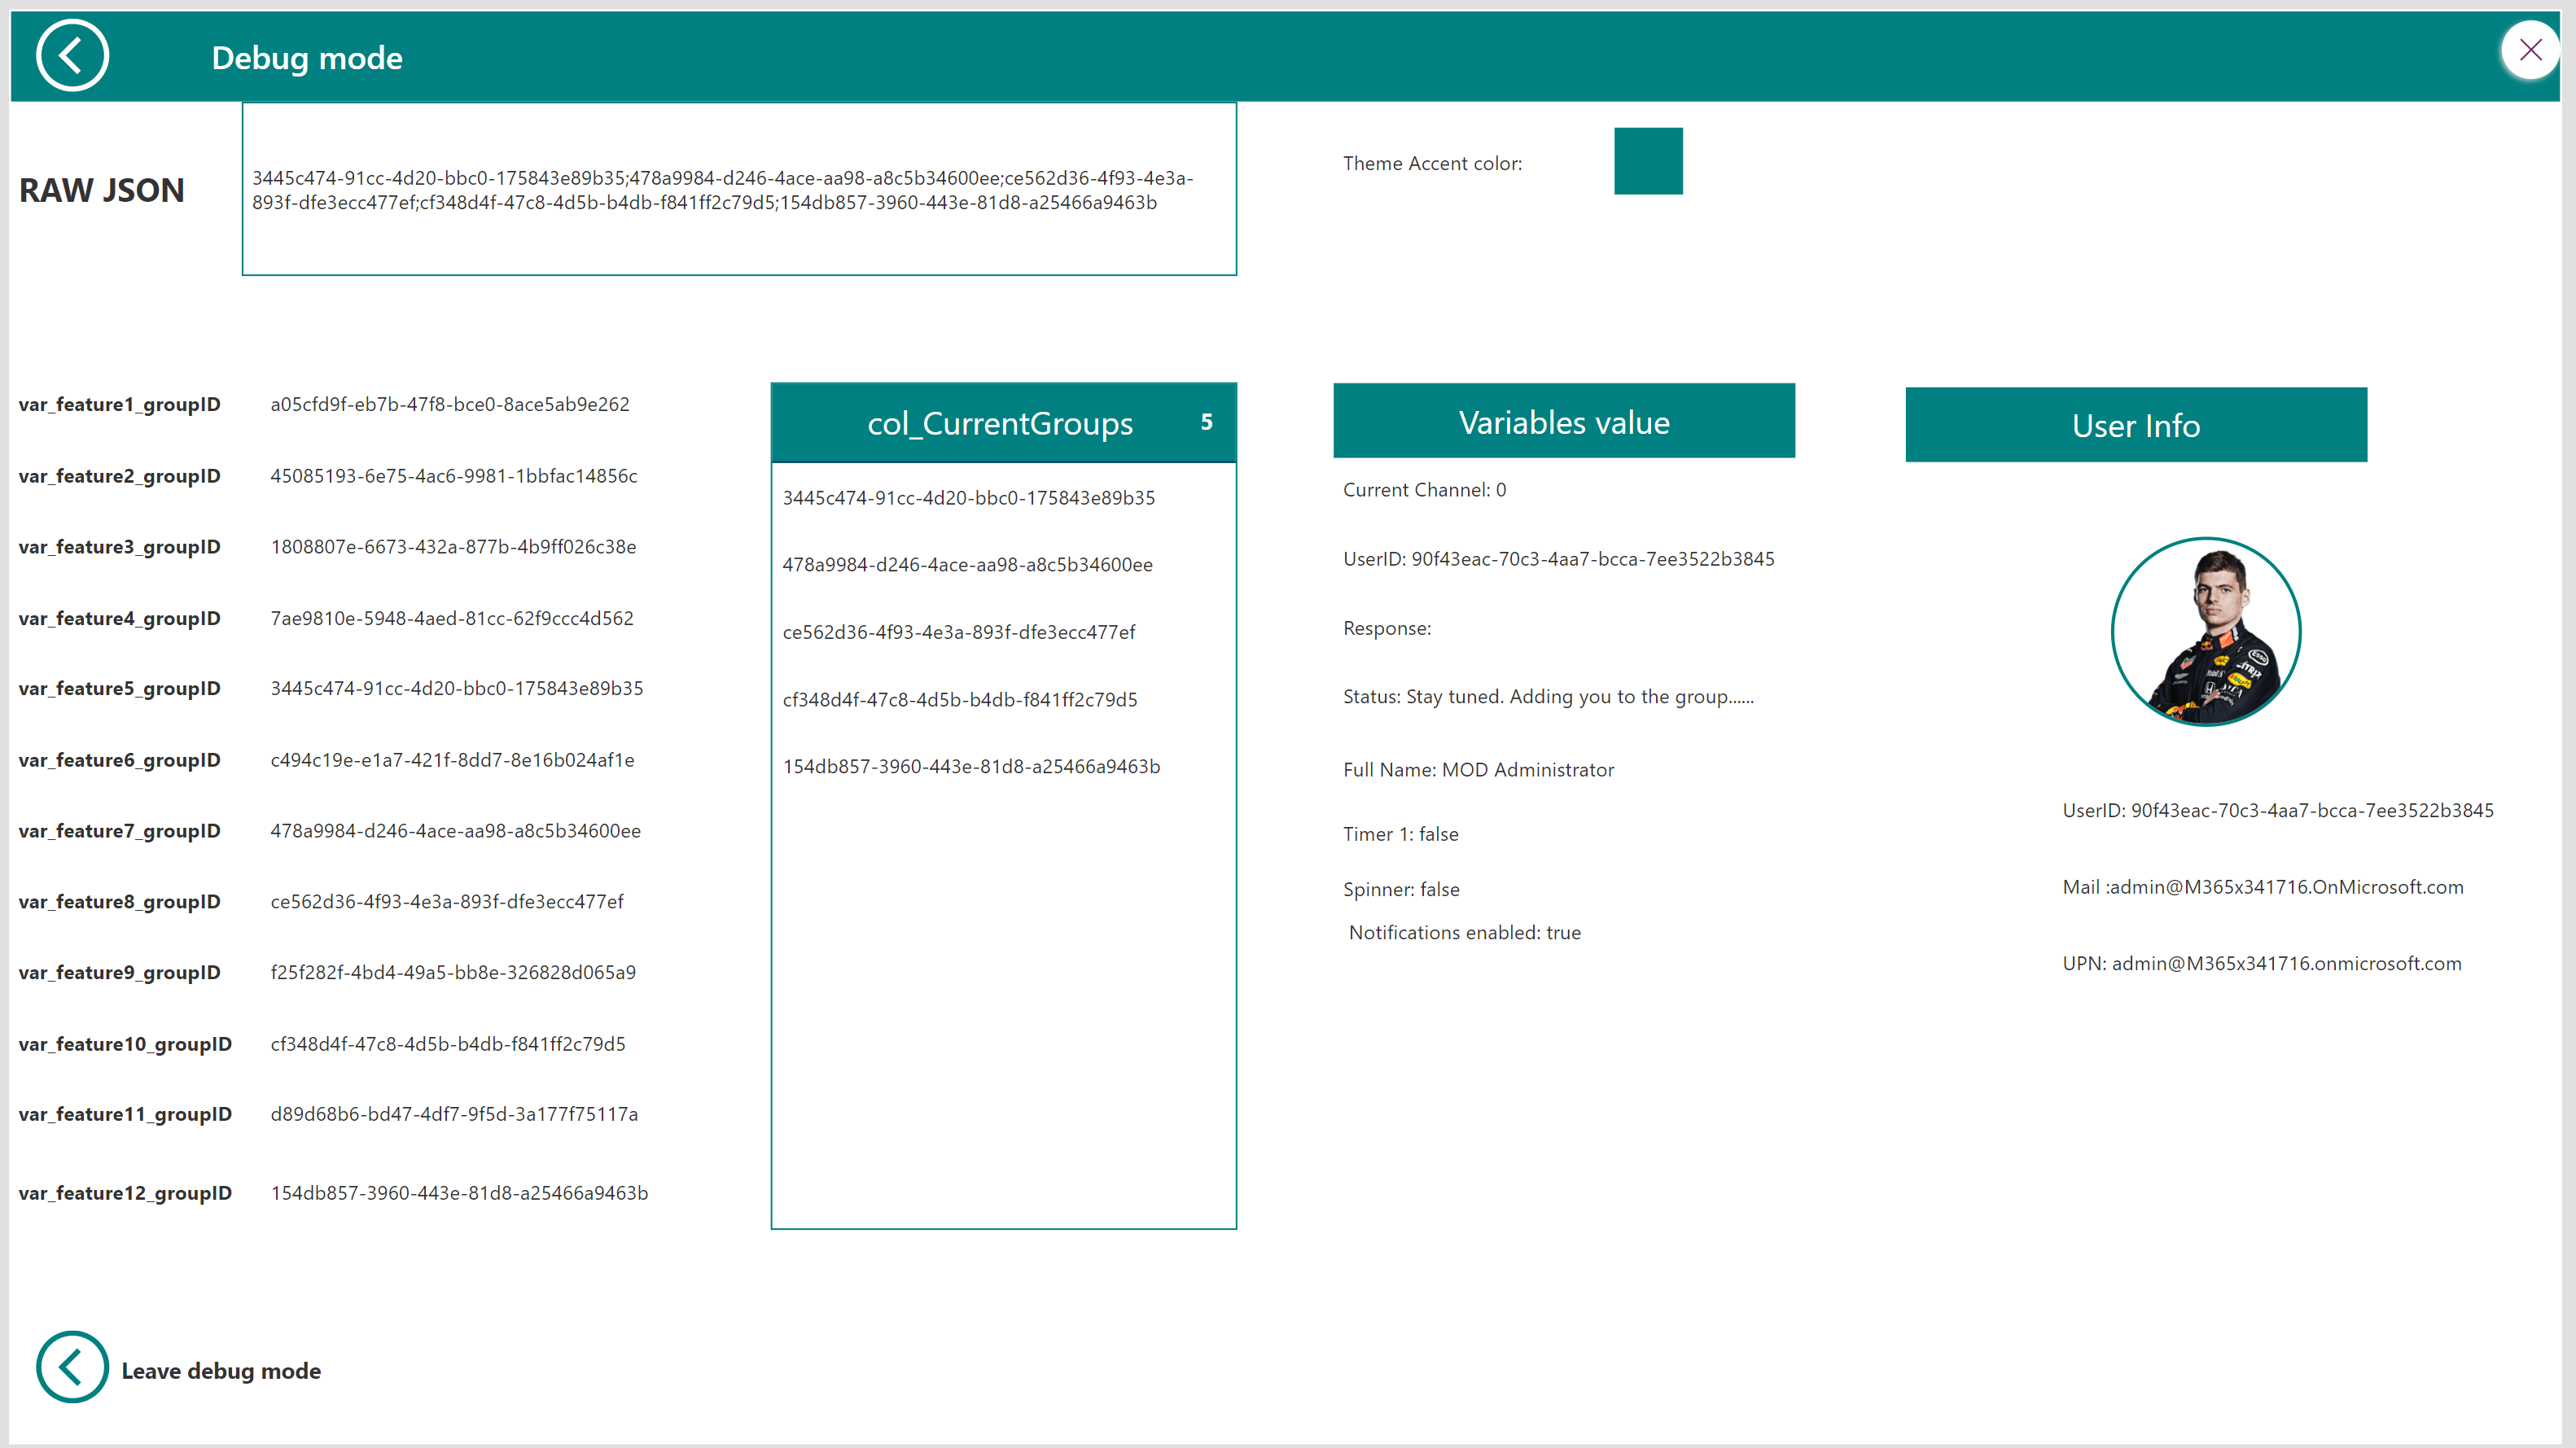 Debug mode
RAW JSON
3445c474-91cc-4d20-bbc0-175843e89b35;478a9984-d246-4ace-aa98-a8c5b34600ee;ce562d36-4f93-4e3a-
893f-dfe3ecc477ef;cf348d4f-47c8-4d5b-b4db-f841ff2c79d5;154db857-3960-443e-81d8-a25466a9463b
Theme Accent color:
var_feature1_groupID a05cfd9f-eb7b-47f8-bce0-8ace5ab9e262
var_feature2_groupID 45085193-6e75-4ac6-9981-1bbfac14856c
var_feature3_groupID 1808807e-6673-432a-877b-4b9ff026c38e
var_feature4_groupID 7ae9810e-5948-4aed-81cc-62f9ccc4d562
var_feature5_groupID 3445c474-91cc-4d20-bbc0-175843e89b35
var_feature6_groupID c494c19e-e1a7-421f-8dd7-8e16b024af1e
var_feature7_groupID 478a9984-d246-4ace-aa98-a8c5b34600ee
var_feature8_groupID ce562d36-4f93-4e3a-893f-dfe3ecc477ef
var_feature9_groupID f25f282f-4bd4-49a5-bb8e-326828d065a9
var_feature10_groupID cf348d4f-47c8-4d5b-b4db-f841ff2c79d5
var_feature11_groupID d89d68b6-bd47-4df7-9f5d-3a177f75117a
var_feature12_groupID 154db857-3960-443e-81d8-a25466a9463b
col_CurrentGroups 5
3445c474-91cc-4d20-bbc0-175843e89b35
478a9984-d246-4ace-aa98-a8c5b34600ee
ce562d36-4f93-4e3a-893f-dfe3ecc477ef
cf348d4f-47c8-4d5b-b4db-f841ff2c79d5
154db857-3960-443e-81d8-a25466a9463b
Variables value
Current Channel: 0
UserID: 90f43eac-70c3-4aa7-bcca-7ee3522b3845
Response:
Status: Stay tuned. Adding you to the group......
Full Name: MOD Administrator
Timer 1: false
Spinner: false
Notifications enabled: true
User Info
Esso
UserID: 90f43eac-70c3-4aa7-bcca-7ee3522b3845
Mail :admin@M365x341716.OnMicrosoft.com
UPN: admin@M365x341716.onmicrosoft.com
Leave debug mode